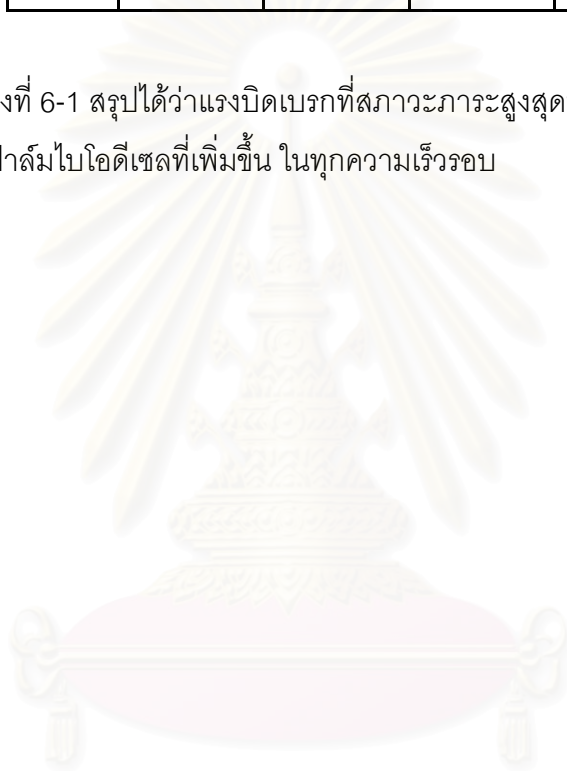 งที่ 6-1 สรุปได้ว่าแรงบิดเบรกที่สภาวะภาระสูงสุด
ปาล์มไบโอดีเซลที่เพิ่มขึ้น ในทุกความเร็วรอบ